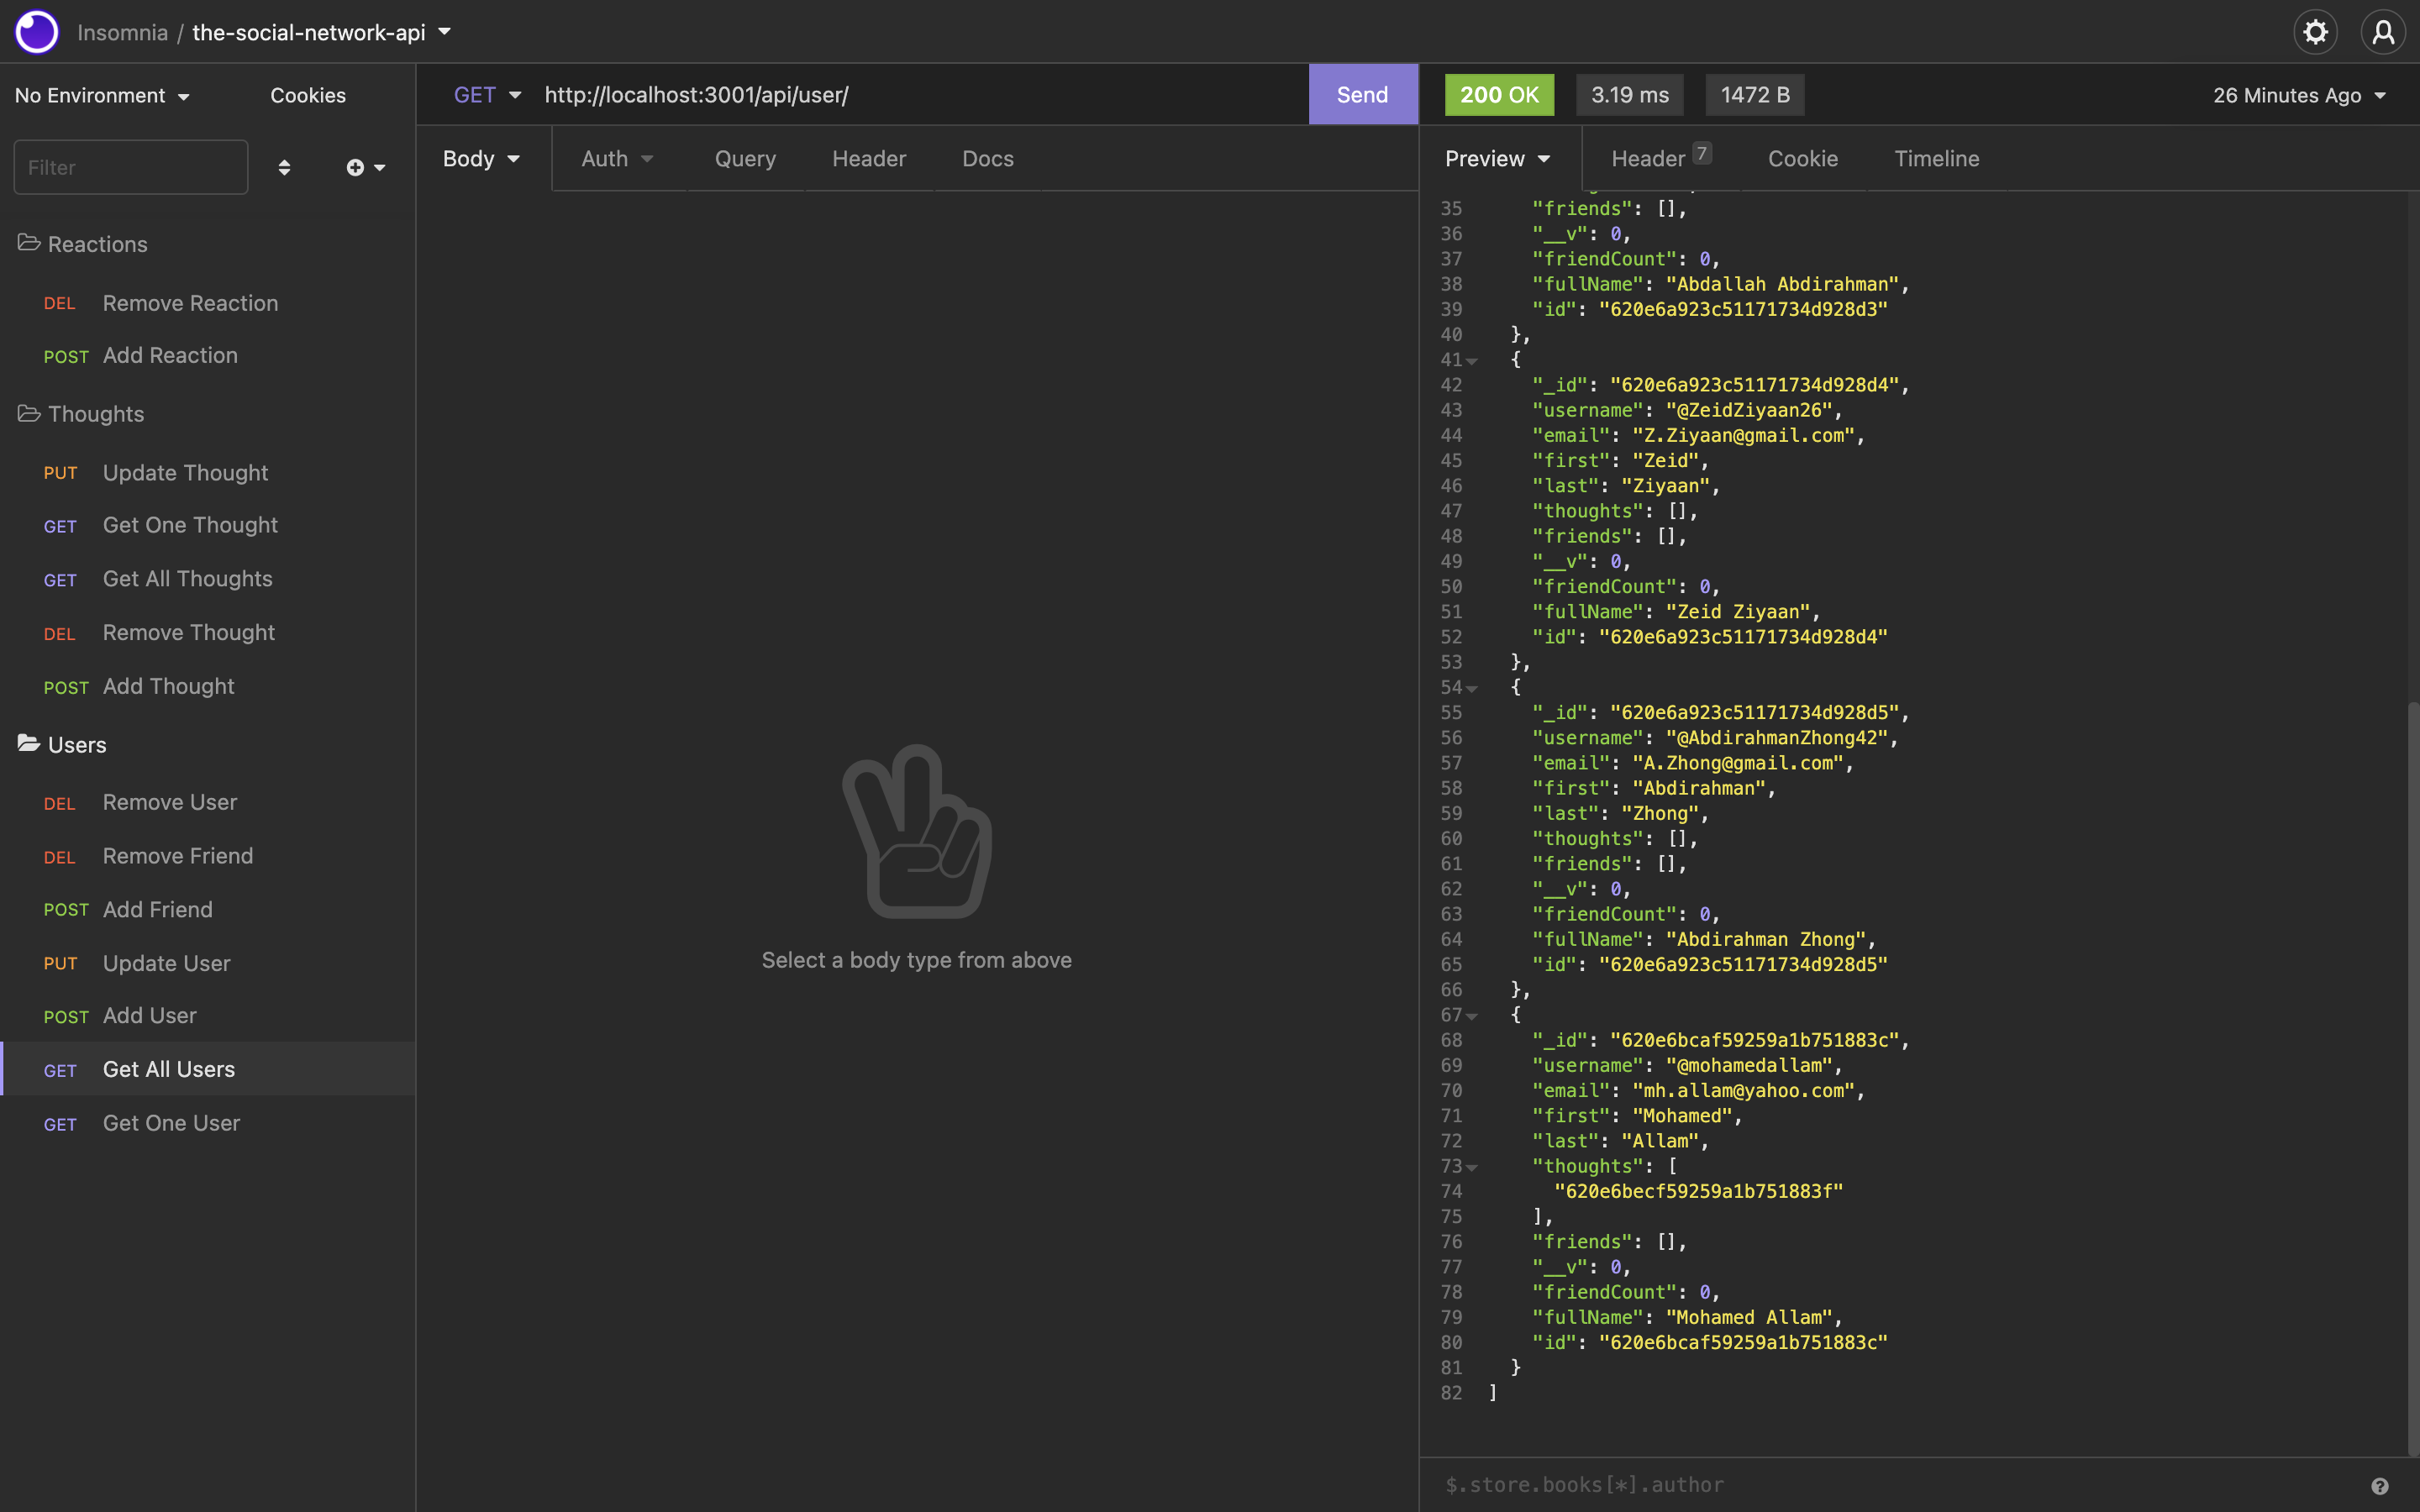 Insomnia / the-social-network-api
No Environment
Cookies
GET http://localhost:3001/api/user/
Send
200 OK
3.19 ms
1472 B
26 Minutes Ago
Filter
Body
Auth
Query
Header
Docs
Preview
Header 7
Cookie
Timeline
Reactions
DEL Remove Reaction
POST Add Reaction
Thoughts
PUT Update Thought
GET Get One Thought
GET Get All Thoughts
DEL Remove Thought
POST Add Thought
Users
DEL Remove User
DEL Remove Friend
POST Add Friend
PUT Update User
POST Add User
GET Get All Users
GET Get One User
Select a body type from above
35 "friends": [],
36 "__v": 0,
37 "friendCount": 0,
38 "fullName": "Abdallah Abdirahman",
39 "id": "620e6a923c51171734d928d3"
40 },
41 {
42 "_id": "620e6a923c51171734d928d4",
43 "username": "@ZeidZiyaan26",
44 "email": "Z.Ziyaan@gmail.com",
45 "first": "Zeid",
46 "last": "Ziyaan",
47 "thoughts": [],
48 "friends": [],
49 "__v": 0,
50 "friendCount": 0,
51 "fullName": "Zeid Ziyaan",
52 "id": "620e6a923c51171734d928d4"
53 },
54 {
55 "_id": "620e6a923c51171734d928d5",
56 "username": "@AbdirahmanZhong42",
57 "email": "A.Zhong@gmail.com",
58 "first": "Abdirahman",
59 "last": "Zhong",
60 "thoughts": [],
61 "friends": [],
62 "__v": 0,
63 "friendCount": 0,
64 "fullName": "Abdirahman Zhong",
65 "id": "620e6a923c51171734d928d5"
66 },
67 {
68 "_id": "620e6bcaf59259a1b751883c",
69 "username": "@mohamedallam",
70 "email": "mh.allam@yahoo.com",
71 "first": "Mohamed",
72 "last": "Allam",
73 "thoughts": [
74 "620e6becf59259a1b751883f"
75 ],
76 "friends": [],
77 "__v": 0,
78 "friendCount": 0,
79 "fullName": "Mohamed Allam",
80 "id": "620e6bcaf59259a1b751883c"
81 }
82 ]
$.store.books[*].author